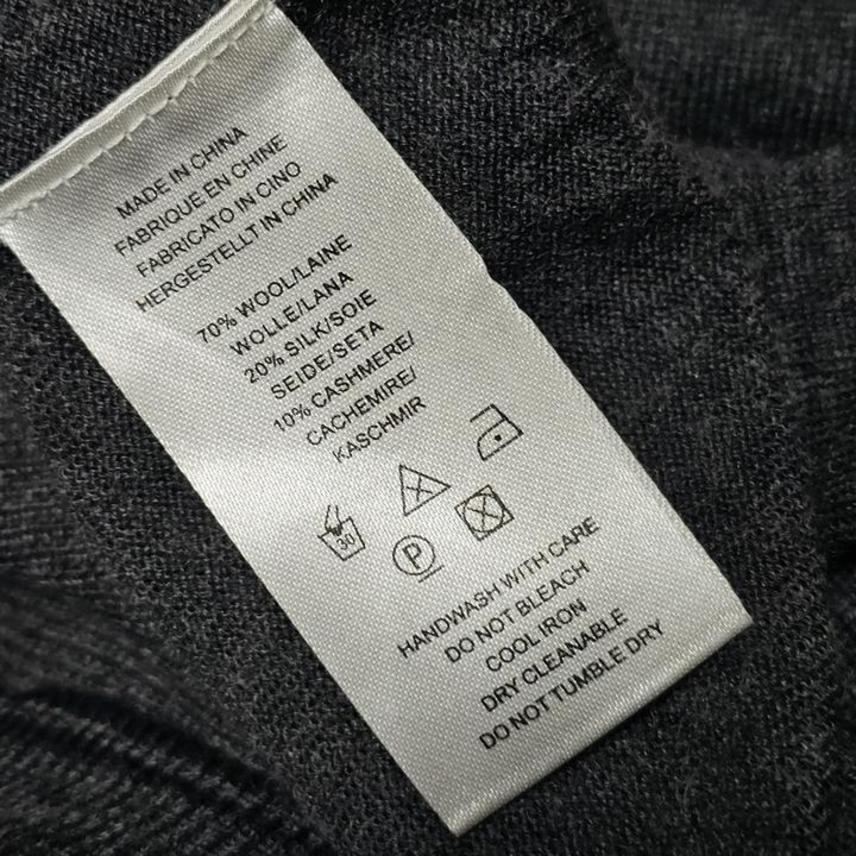 MADE IN CHINA
FABRIQUE EN CHINE
FABRICATO IN CINO
HERGESTELLT IN CHINA
70% WOOL/LAINE
WOLLE/LANA
20% SILK/SOIE
SEIDE/SETA
10% CASHMERE/
CACHEMIRE/
KASCHMIR
30
P
HANDWASH WITH CARE
DO NOT BLEACH
COOL IRON
DRY CLEANABLE
DO NOT TUMBLE DRY